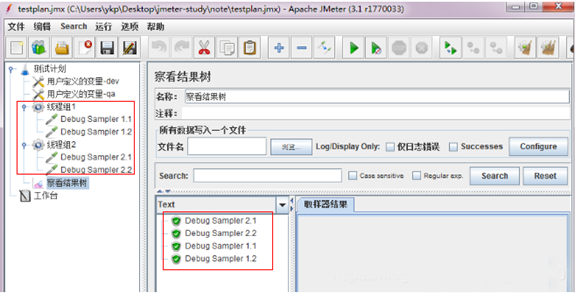 testplan.jmx (C:\Users\ykp\Desktop\jmeter-study\note\testplan.jmx) - Apache JMeter (3.1 r1770033)
文件 编辑 Search 运行 选项 帮助
测试计划
用户定义的变量-dev
用户定义的变量-qa
线程组1
Debug Sampler 1.1
Debug Sampler 1.2
线程组2
Debug Sampler 2.1
Debug Sampler 2.2
察看结果树
工作台
察看结果树
名称: 察看结果树
注释:
所有数据写入一个文件
文件名 浏览... Log/Display Only: 仅日志错误 Successes Configure
Search: Case sensitive Regular exp. Search Reset
Text
Debug Sampler 2.1
Debug Sampler 2.2
Debug Sampler 1.1
Debug Sampler 1.2
取样器结果